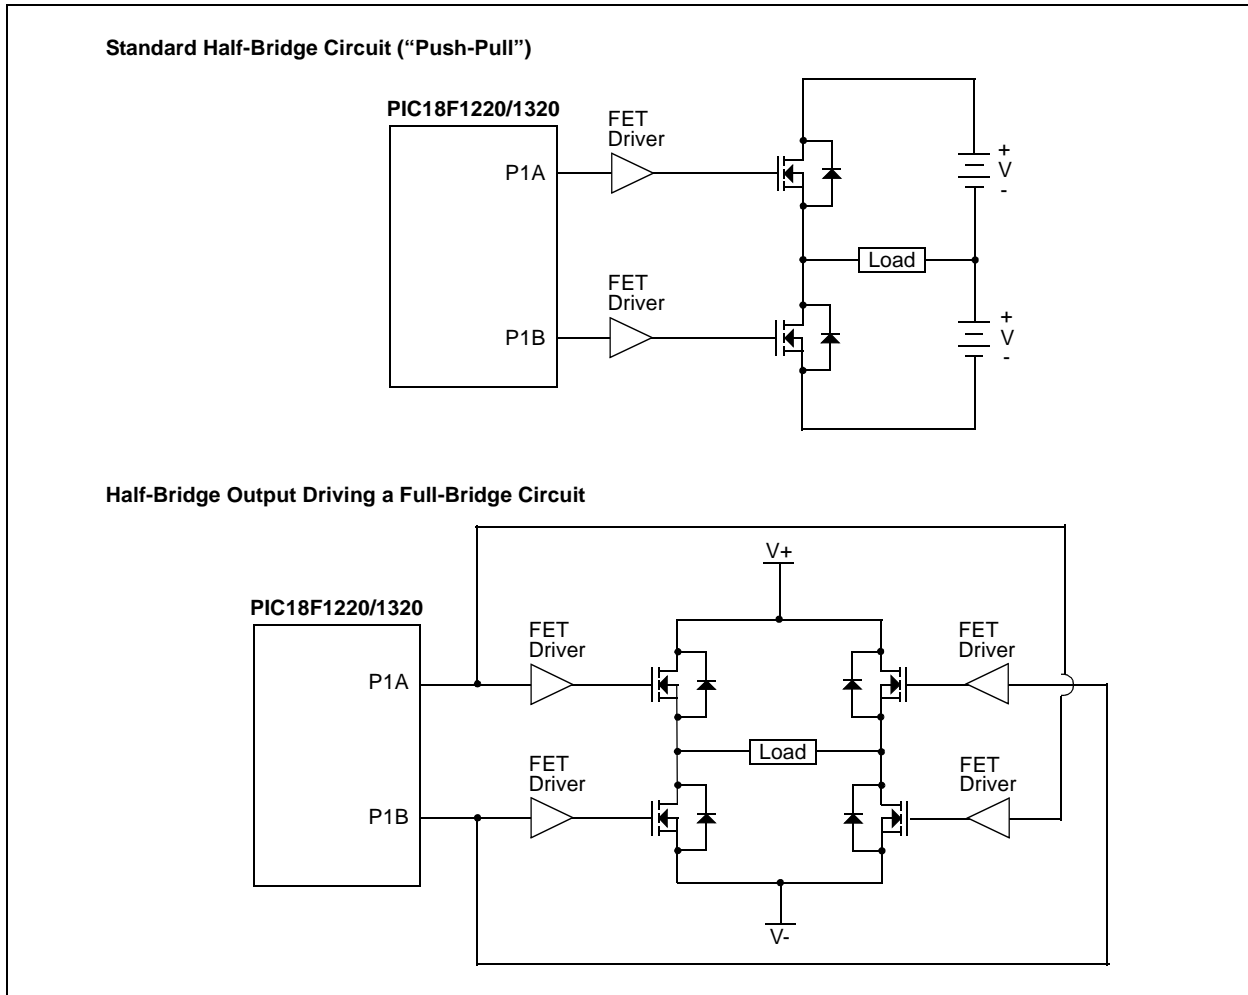 Standard Half-Bridge Circuit (“Push-Pull”)
PIC18F1220/1320
FET
Driver
P1A
+
V
-
Load
FET
Driver
P1B
+
V
-
Half-Bridge Output Driving a Full-Bridge Circuit
V+
PIC18F1220/1320
FET
Driver
FET
Driver
P1A
Load
FET
Driver
FET
Driver
P1B
V-